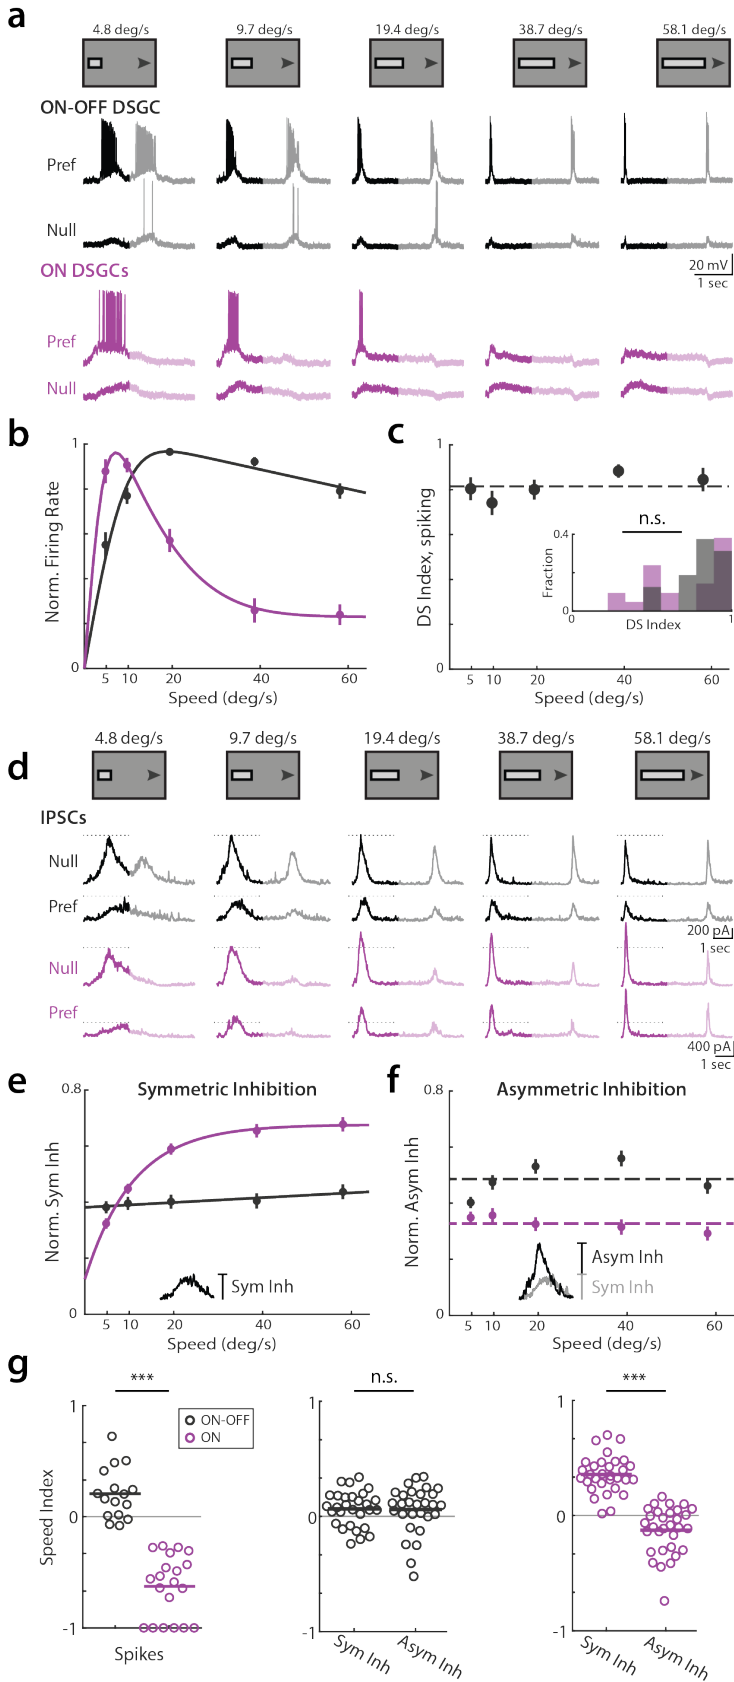 a
4.8 deg/s 9.7 deg/s 19.4 deg/s 38.7 deg/s 58.1 deg/s
ON-OFF DSGC
Pref
Null
20 mV
1 sec
ON DSGCs
Pref
Null
b
1
0
Norm. Firing Rate
5 10 20 40 60
Speed (deg/s)
c
1
0
DS Index, spiking
n.s.
0.4
0
Fraction
0 1
DS Index
5 10 20 40 60
Speed (deg/s)
d
4.8 deg/s 9.7 deg/s 19.4 deg/s 38.7 deg/s 58.1 deg/s
IPSCs
Null
Pref
200 pA
1 sec
Null
Pref
400 pA
1 sec
e
Symmetric Inhibition
0.8
0
Norm. Sym Inh
Sym Inh
5 10 20 40 60
Speed (deg/s)
f
Asymmetric Inhibition
0.8
0
Norm. Asym Inh
Asym Inh
Sym Inh
5 10 20 40 60
Speed (deg/s)
g
***
1
0
-1
Speed Index
ON-OFF
ON
Spikes
n.s.
1
0
-1
Sym Inh
Asym Inh
***
1
0
-1
Sym Inh
Asym Inh